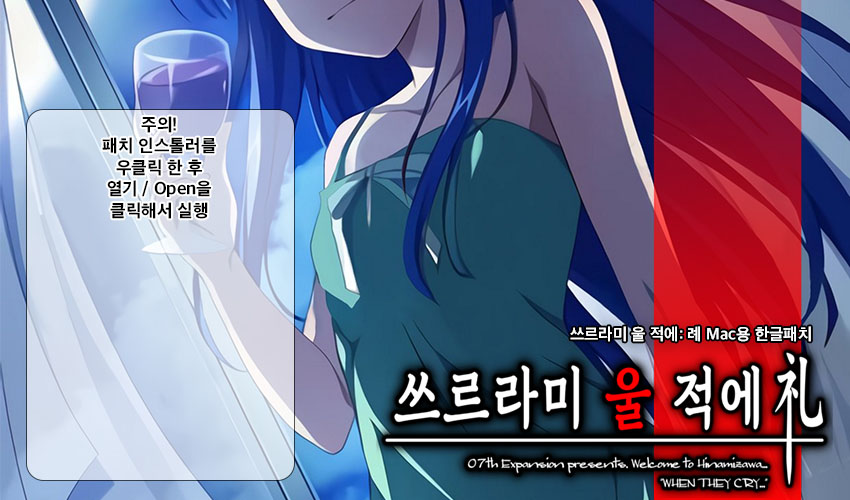 주의!
패치 인스톨러를
우클릭 한 후
열기 / Open을
클릭해서 실행
쓰르라미 울 적에: 례 Mac용 한글패치
쓰르라미 울 적에 礼
07th Expansion presents. Welcome to Hinamizawa...
"WHEN THEY CRY..."